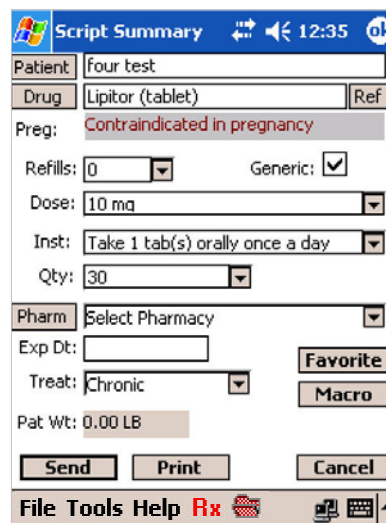 Script Summary 12:35 ok
Patient four test
Drug Lipitor (tablet) Ref
Preg: Contraindicated in pregnancy
Refills: 0 Generic:
Dose: 10 mg
Inst: Take 1 tab(s) orally once a day
Qty: 30
Pharm Select Pharmacy
Exp Dt:
Favorite
Treat: Chronic
Macro
Pat Wt: 0.00 LB
Send Print Cancel
File Tools Help Rx